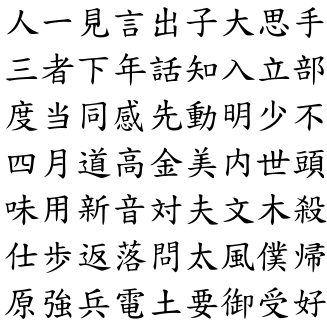 人一見言出子大思手
三者下年話知入立部
度当同感先動明少不
四月道高金美内世頭
味用新音対夫文木殺
仕歩返落問太風僕帰
原強兵電土要御受好